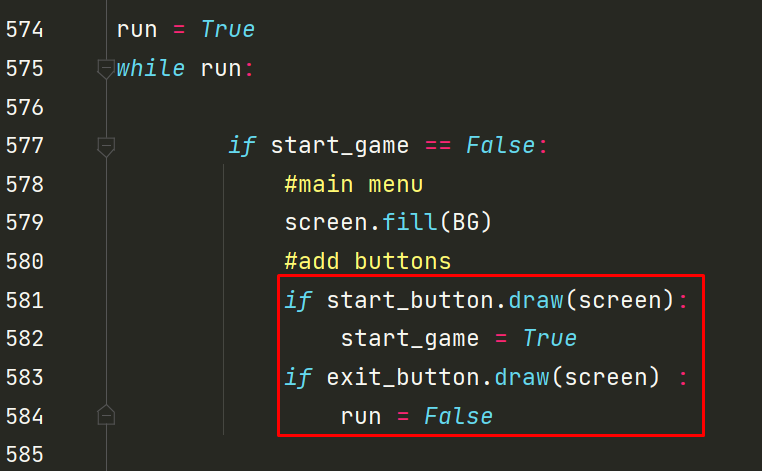 574 run = True
575 while run:
576
577 if start_game == False:
578 #main menu
579 screen.fill(BG)
580 #add buttons
581 if start_button.draw(screen):
582 start_game = True
583 if exit_button.draw(screen) :
584 run = False
585